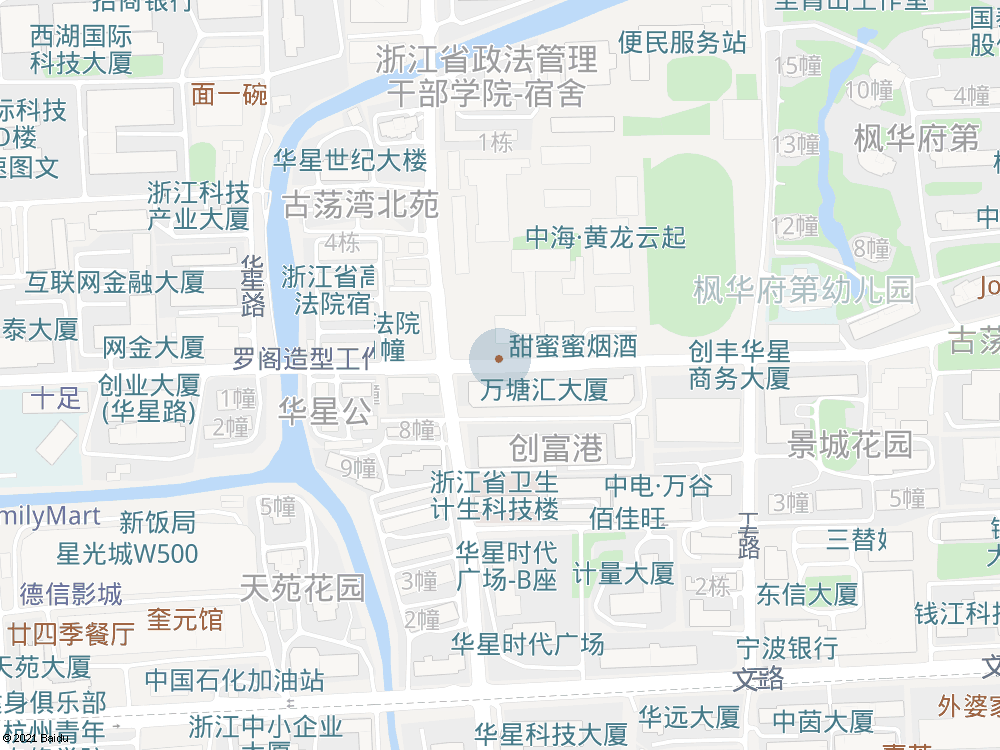 招商银行
西湖国际
科技大厦
面一碗
浙江省政法管理
干部学院-宿舍
便民服务站
15幢
10幢
4幢
枫华府第
13幢
12幢
8幢
1栋
华星世纪大楼
古荡湾北苑
浙江科技
产业大厦
速图文
4栋
中海·黄龙云起
互联网金融大厦
华星路
浙江省高
法院宿
法院
幢
枫华府第幼儿园
泰大厦
网金大厦
罗阁造型工作
甜蜜蜜烟酒
创丰华星
商务大厦
古荡
十足
创业大厦
(华星路)
1幢
2幢
华星公
万塘汇大厦
8幢
9幢
创富港
景城花园
浙江省卫生
计生科技楼
中电·万谷
佰佳旺
3幢
5幢
工专路
milyMart
新饭局
星光城W500
5幢
华星时代
广场-B座
计量大厦
三替
德信影城
天苑花园
3幢
2幢
2栋
东信大厦
钱江科技
廿四季餐厅
奎元馆
天苑大厦
华星时代广场
宁波银行
文三路
中国石化加油站
身俱乐部
杭州青年
浙江中小企业
大厦
华星科技大厦
华远大厦
中茵大厦
外婆家
© 2021 Baidu